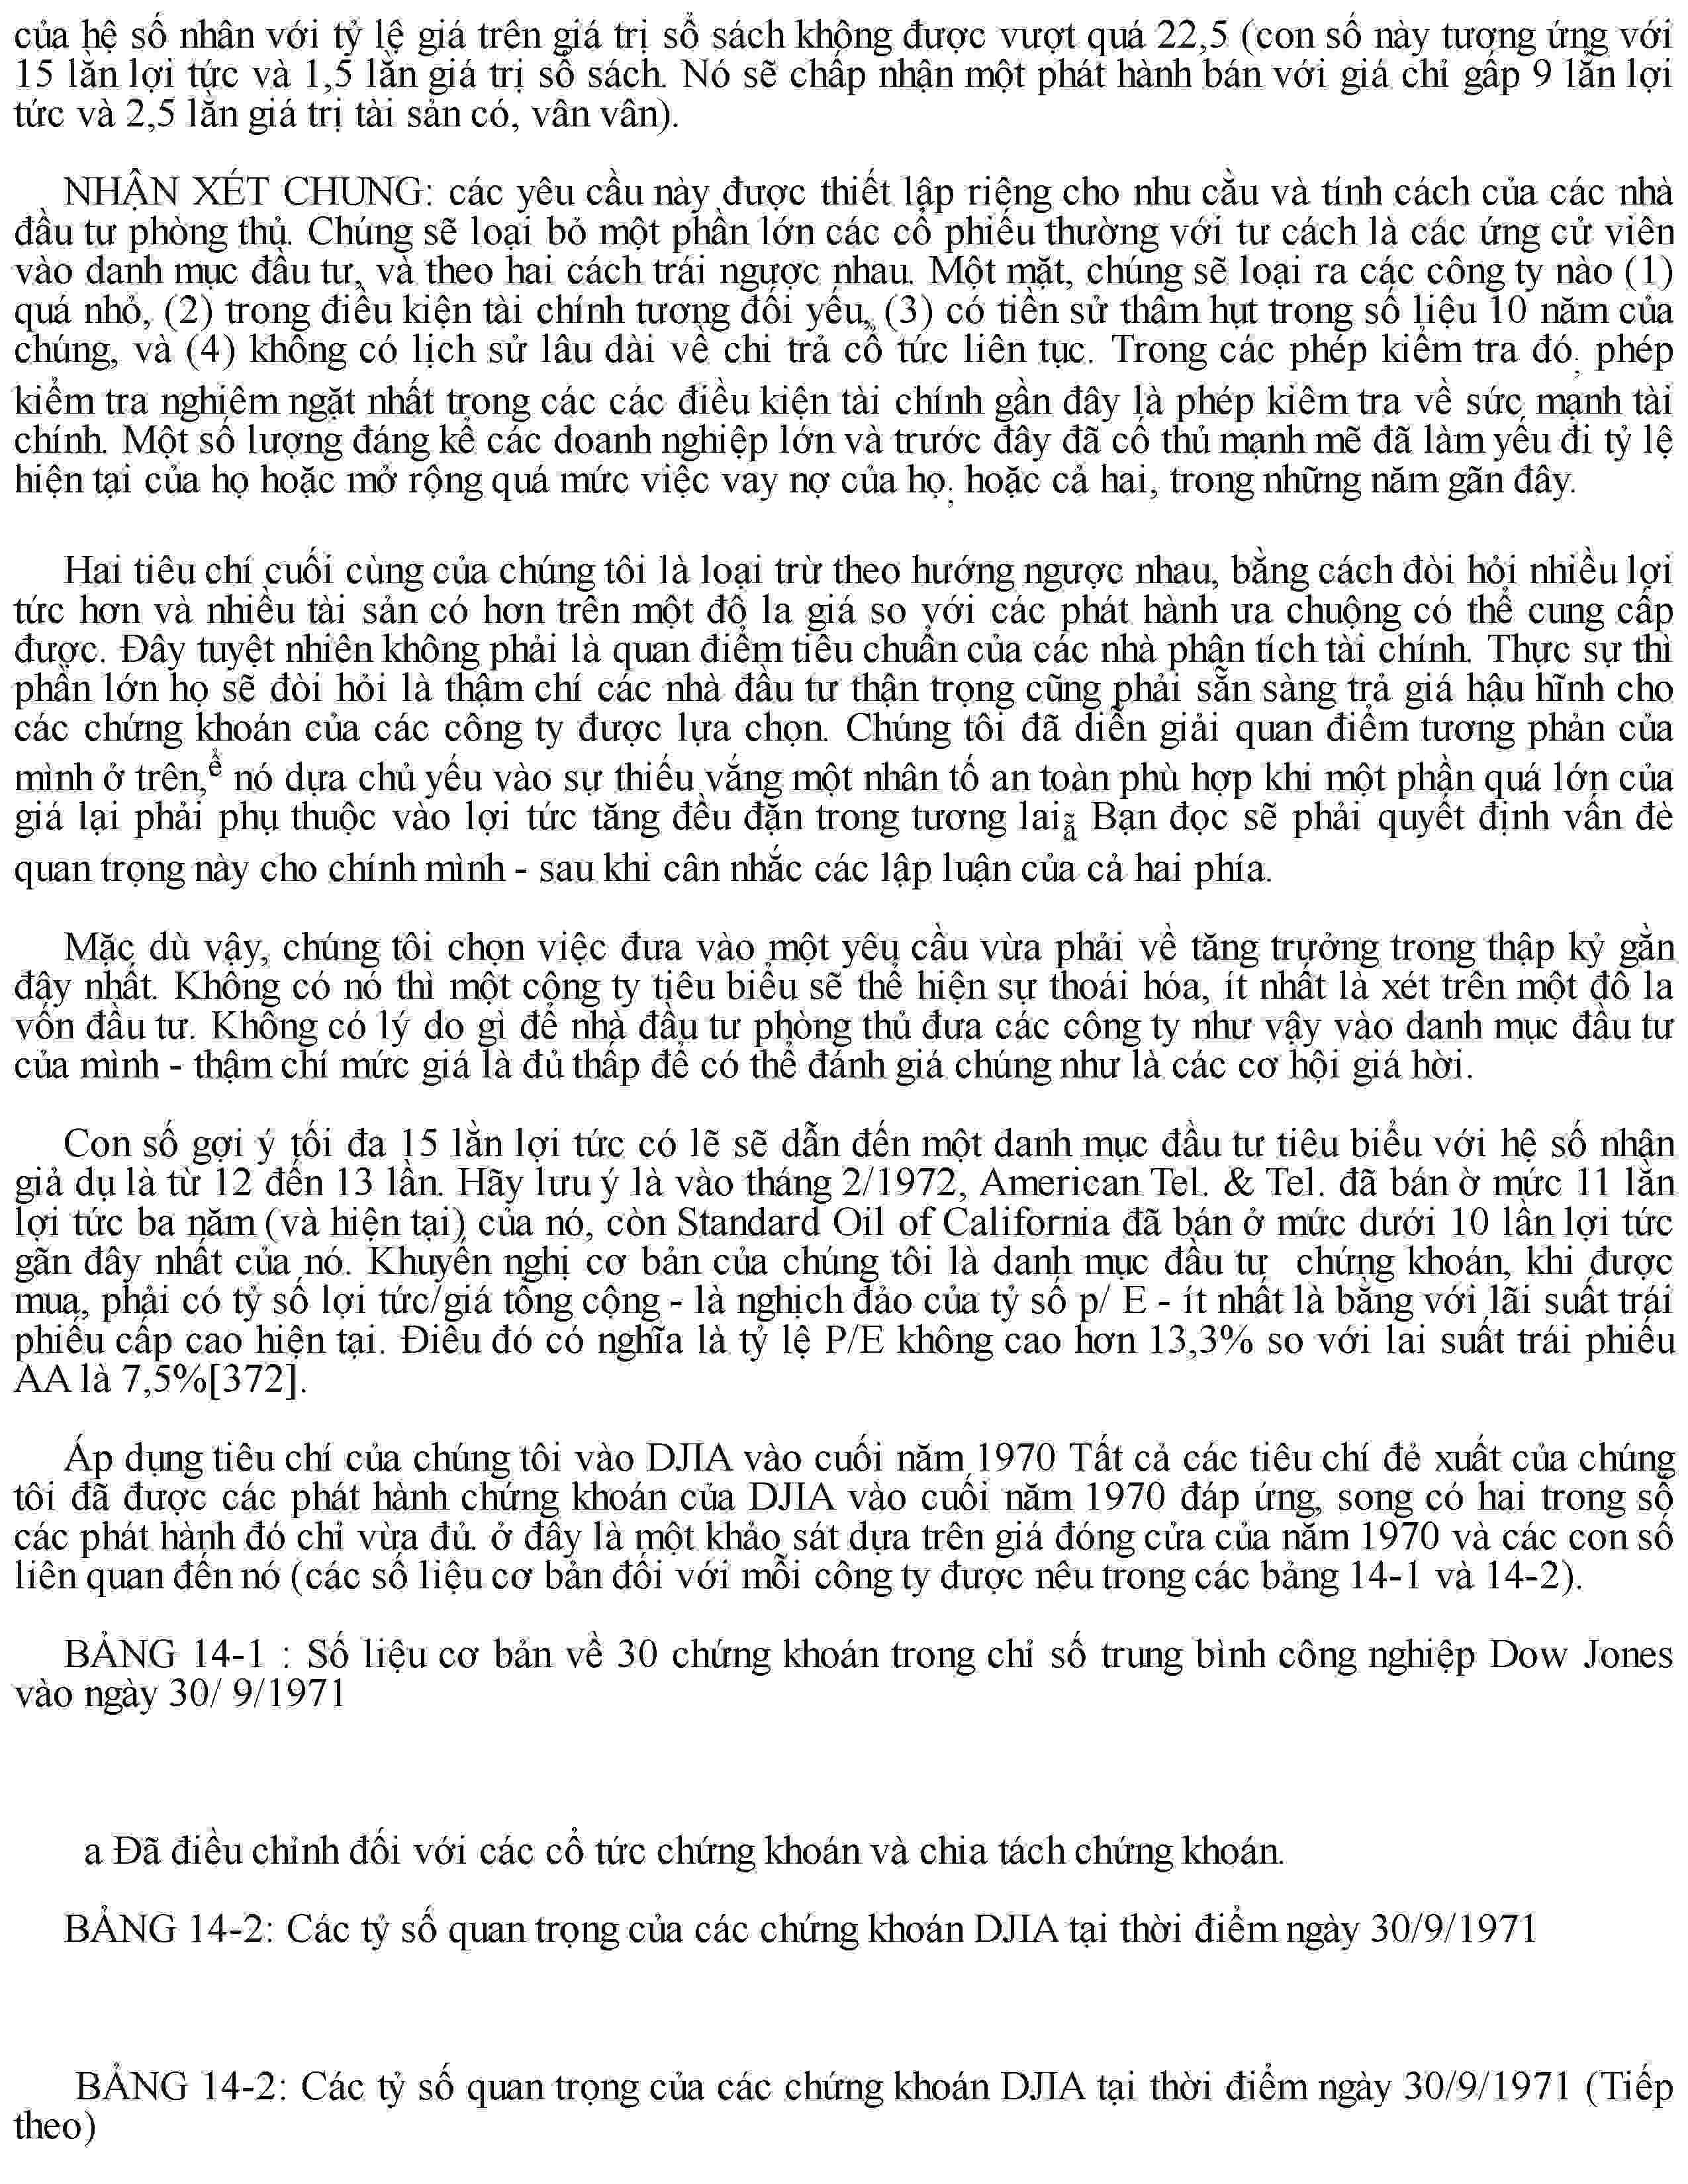 của hệ số nhân với tỷ lệ giá trên giá trị sổ sách không được vượt quá 22,5 (con số này tương ứng với
15 lần lợi tức và 1,5 lần giá trị sổ sách. Nó sẽ chấp nhận một phát hành bán với giá chỉ gấp 9 lần lợi
tức và 2,5 lần giá trị tài sản có, vân vân).
NHẬN XÉT CHUNG: các yêu cầu này được thiết lập riêng cho nhu cầu và tính cách của các nhà
đầu tư phòng thủ. Chúng sẽ loại bỏ một phần lớn các cổ phiếu thường với tư cách là các ứng cử viên
vào danh mục đầu tư, và theo hai cách trái ngược nhau. Một mặt, chúng sẽ loại ra các công ty nào (1)
quá nhỏ, (2) trong điều kiện tài chính tương đối yếu, (3) có tiền sử thâm hụt trong số liệu 10 năm của
chúng, và (4) không có lịch sử lâu dài về chi trả cổ tức liên tục. Trong các phép kiểm tra đó, phép
kiểm tra nghiêm ngặt nhất trong các các điều kiện tài chính gần đây là phép kiêm tra về sức mạnh tài
chính. Một số lượng đáng kể các doanh nghiệp lớn và trước đây đã cố thủ mạnh mẽ đã làm yếu đi tỷ lệ
hiện tại của họ hoặc mở rộng quá mức việc vay nợ của họ, hoặc cả hai, trong những năm gần đây.
Hai tiêu chí cuối cùng của chúng tôi là loại trừ theo hướng ngược nhau, bằng cách đòi hỏi nhiều lợi
tức hơn và nhiều tài sản có hơn trên một đô la giá so với các phát hành ưa chuộng có thể cung cấp
được. Đây tuyệt nhiên không phải là quan điểm tiêu chuẩn của các nhà phân tích tài chính. Thực sự thì
phần lớn họ sẽ đòi hỏi là thậm chí các nhà đầu tư thận trọng cũng phải sẵn sàng trả giá hậu hĩnh cho
các chứng khoán của các công ty được lựa chọn. Chúng tôi đã diễn giải quan điểm tương phản của
mình ở trên,ể nó dựa chủ yếu vào sự thiếu vắng một nhân tố an toàn phù hợp khi một phần quá lớn của
giá lại phải phụ thuộc vào lợi tức tăng đều đặn trong tương lai Bạn đọc sẽ phải quyết định vấn đè
quan trọng này cho chính mình - sau khi cân nhắc các lập luận của cả hai phía.
Mặc dù vậy, chúng tôi chọn việc đưa vào một yêu cầu vừa phải về tăng trưởng trong thập kỷ gần
đây nhất. Không có nó thì một công ty tiêu biểu sẽ thể hiện sự thoái hóa, ít nhất là xét trên một đô la
vốn đầu tư. Không có lý do gì để nhà đầu tư phòng thủ đưa các công ty như vậy vào danh mục đầu tư
của mình - thậm chí mức giá là đủ thấp để có thể đánh giá chúng như là các cơ hội giá hời.
Con số gợi ý tối đa 15 lần lợi tức có lẽ sẽ dẫn đến một danh mục đầu tư tiêu biểu với hệ số nhân
giả dụ là từ 12 đến 13 lần. Hãy lưu ý là vào tháng 2/1972, American Tel. & Tel. đã bán ờ mức 11 lần
lợi tức ba năm (và hiện tại) của nó, còn Standard Oil of California đã bán ở mức dưới 10 lần lợi tức
gần đây nhất của nó. Khuyến nghị cơ bản của chúng tôi là danh mục đầu tư chứng khoán, khi được
mua, phải có tỷ số lợi tức/giá tổng cộng - là nghịch đảo của tỷ số p/ E - ít nhất là bằng với lãi suất trái
phiếu cấp cao hiện tại. Điều đó có nghĩa là tỷ lệ P/E không cao hơn 13,3% so với lai suất trái phiếu
AA là 7,5%[372].
Áp dụng tiêu chí của chúng tôi vào DJIA vào cuối năm 1970 Tất cả các tiêu chí đẻ xuất của chúng
tôi đã được các phát hành chứng khoán của DJIA vào cuối năm 1970 đáp ứng, song có hai trong số
các phát hành đó chỉ vừa đủ. ở đây là một khảo sát dựa trên giá đóng cửa của năm 1970 và các con số
liên quan đến nó (các số liệu cơ bản đối với mỗi công ty được nêu trong các bảng 14-1 và 14-2).
BẢNG 14-1 : Số liệu cơ bản về 30 chứng khoán trong chỉ số trung bình công nghiệp Dow Jones
vào ngày 30/ 9/1971
a Đã điều chỉnh đối với các cổ tức chứng khoán và chia tách chứng khoán.
BẢNG 14-2: Các tỷ số quan trọng của các chứng khoán DJIA tại thời điểm ngày 30/9/1971
BẢNG 14-2: Các tỷ số quan trọng của các chứng khoán DJIA tại thời điểm ngày 30/9/1971 (Tiếp
theo)